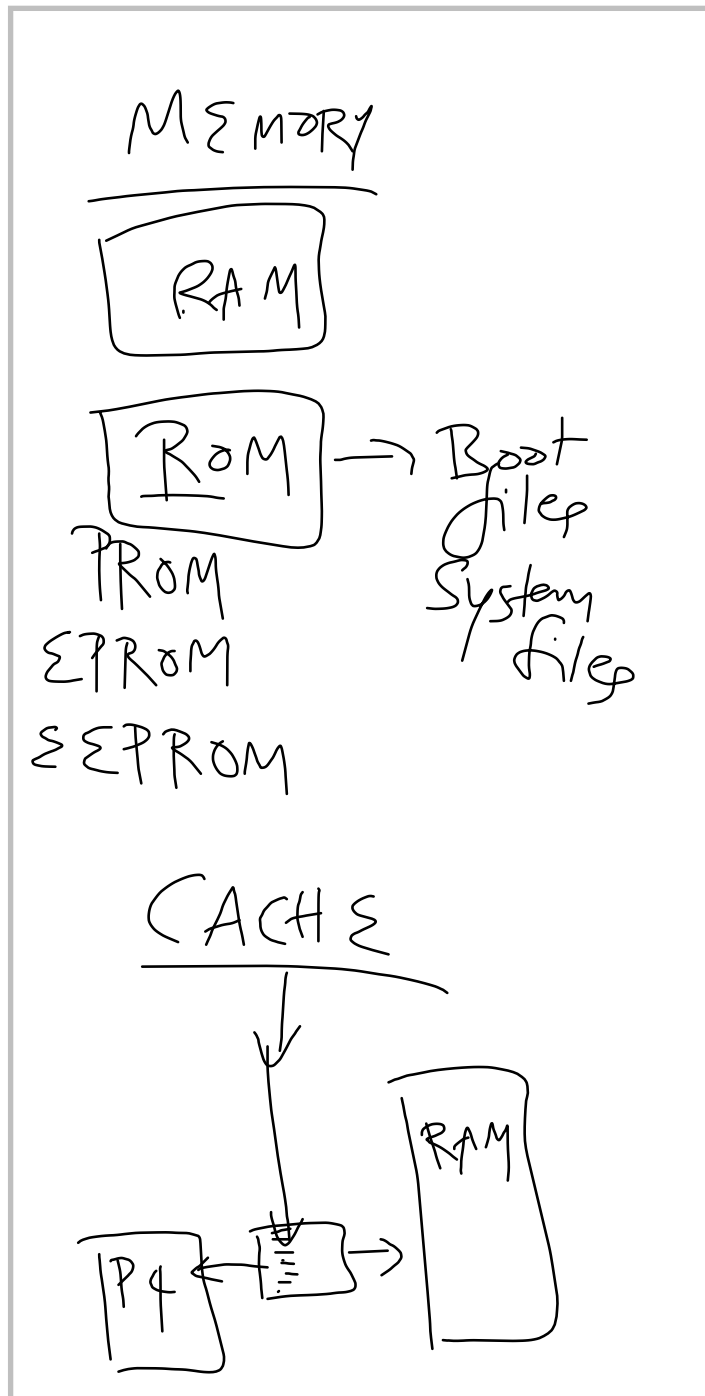 MEMORY
RAM
ROM
Boot
files
System
files
PROM
EPROM
EEPROM
CACHE
RAM
P4